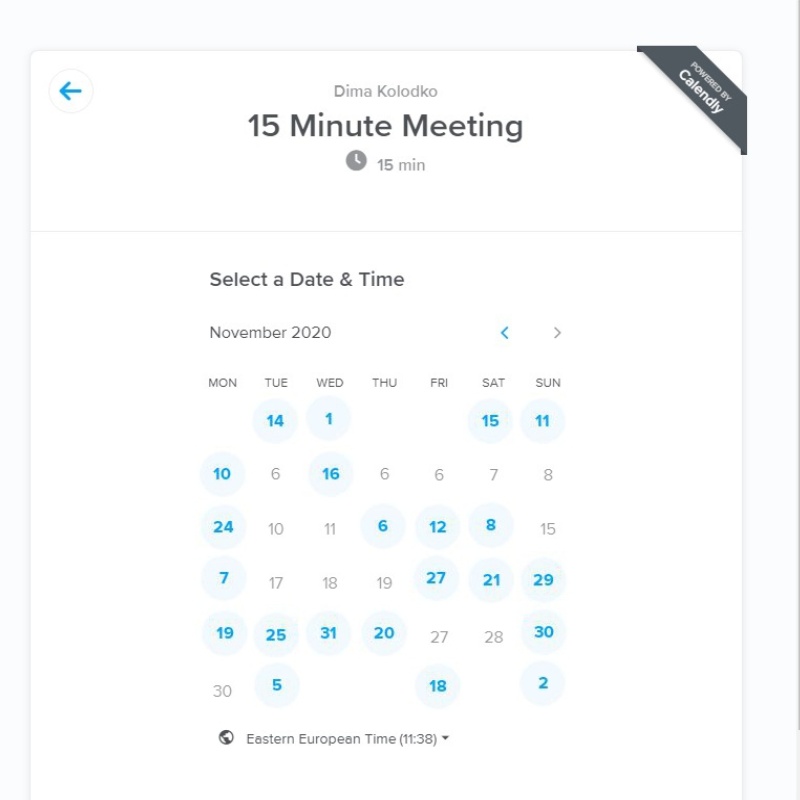 Dima Kolodko
POWERED BY
Calendly
15 Minute Meeting
15 min
Select a Date & Time
November 2020
MON TUE WED THU FRI SAT SUN
14 1 15 11
10 6 16 6 6 7 8
24 10 11 6 12 8 15
7 17 18 19 27 21 29
19 25 31 20 27 28 30
30 5 18 2
Eastern European Time (11:38)